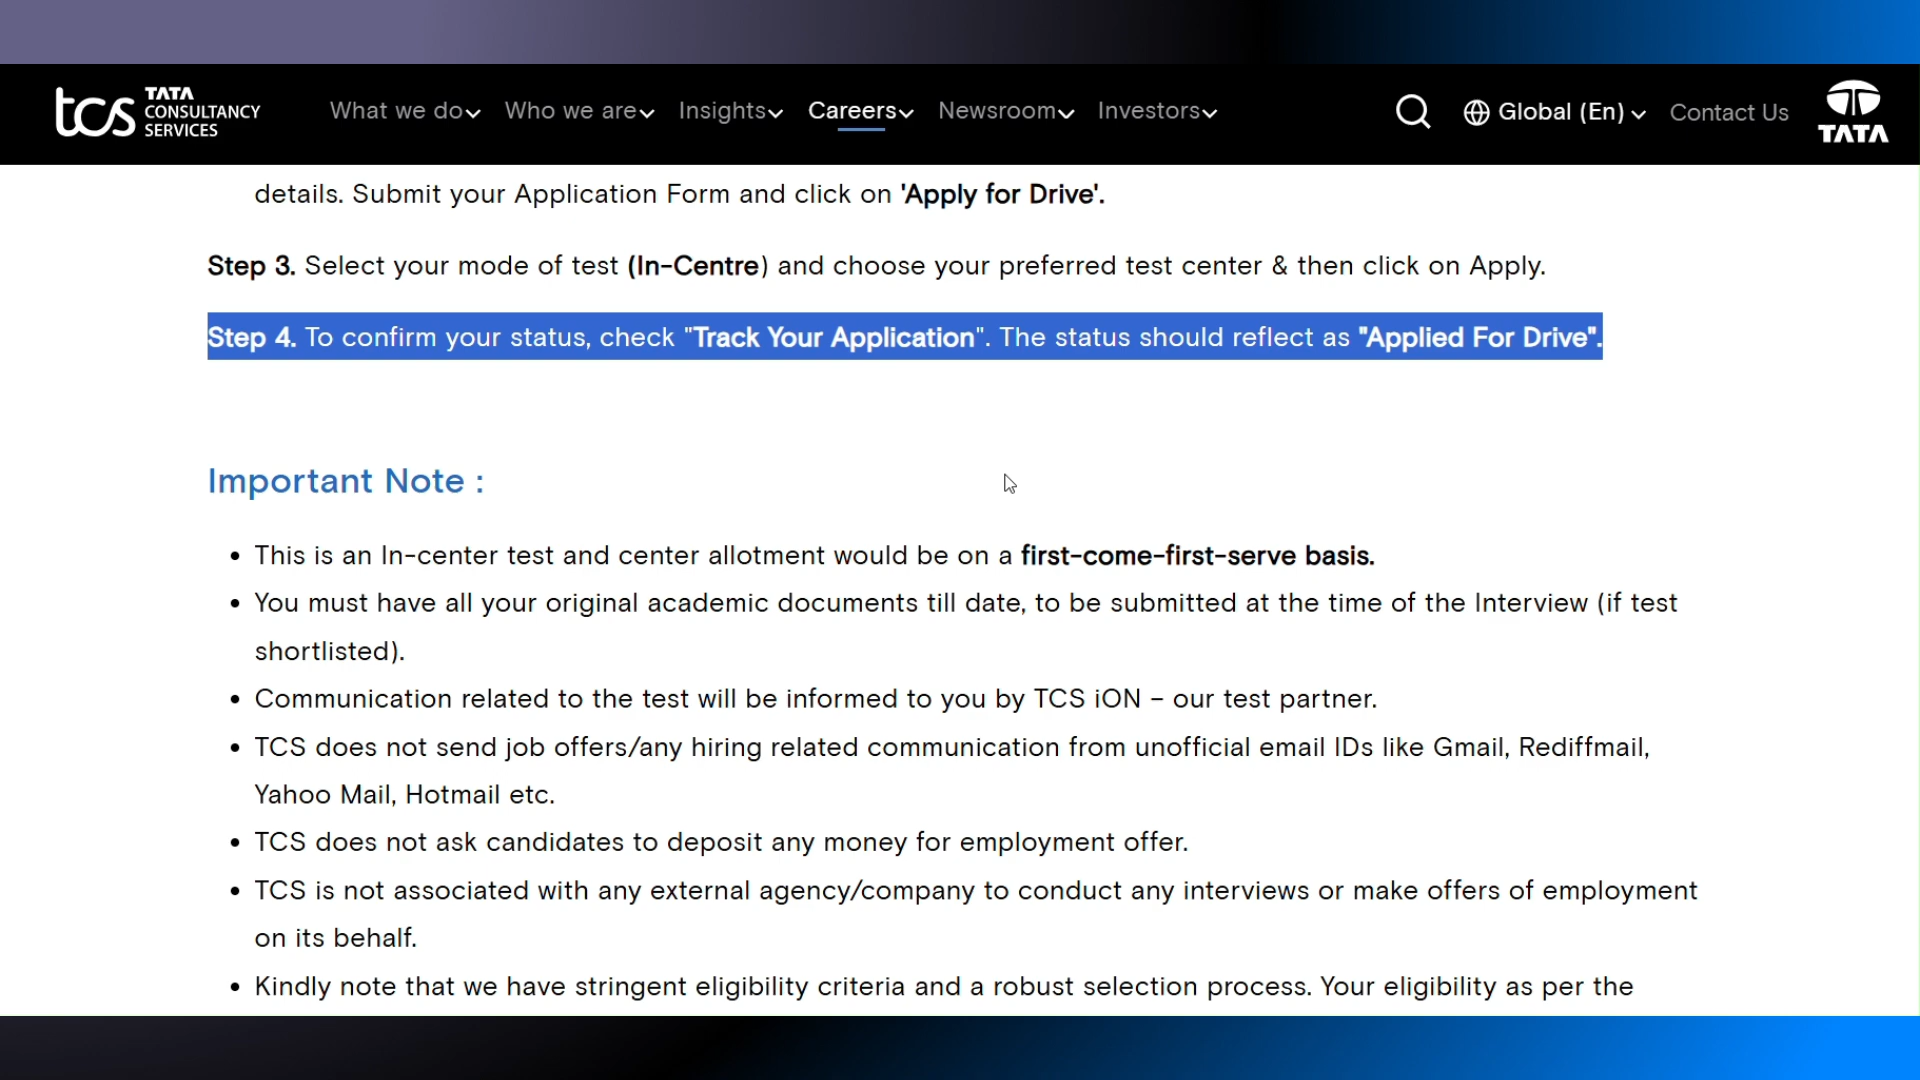 tcs TATA CONSULTANCY SERVICES What we do Who we are Insights Careers Newsroom Investors Global (En) Contact Us TATA
details. Submit your Application Form and click on 'Apply for Drive'.
Step 3. Select your mode of test (In-Centre) and choose your preferred test center & then click on Apply.
Step 4. To confirm your status, check "Track Your Application". The status should reflect as "Applied For Drive".
Important Note :
• This is an In-center test and center allotment would be on a first-come-first-serve basis.
• You must have all your original academic documents till date, to be submitted at the time of the Interview (if test
shortlisted).
• Communication related to the test will be informed to you by TCS iON – our test partner.
• TCS does not send job offers/any hiring related communication from unofficial email IDs like Gmail, Rediffmail,
Yahoo Mail, Hotmail etc.
• TCS does not ask candidates to deposit any money for employment offer.
• TCS is not associated with any external agency/company to conduct any interviews or make offers of employment
on its behalf.
• Kindly note that we have stringent eligibility criteria and a robust selection process. Your eligibility as per the